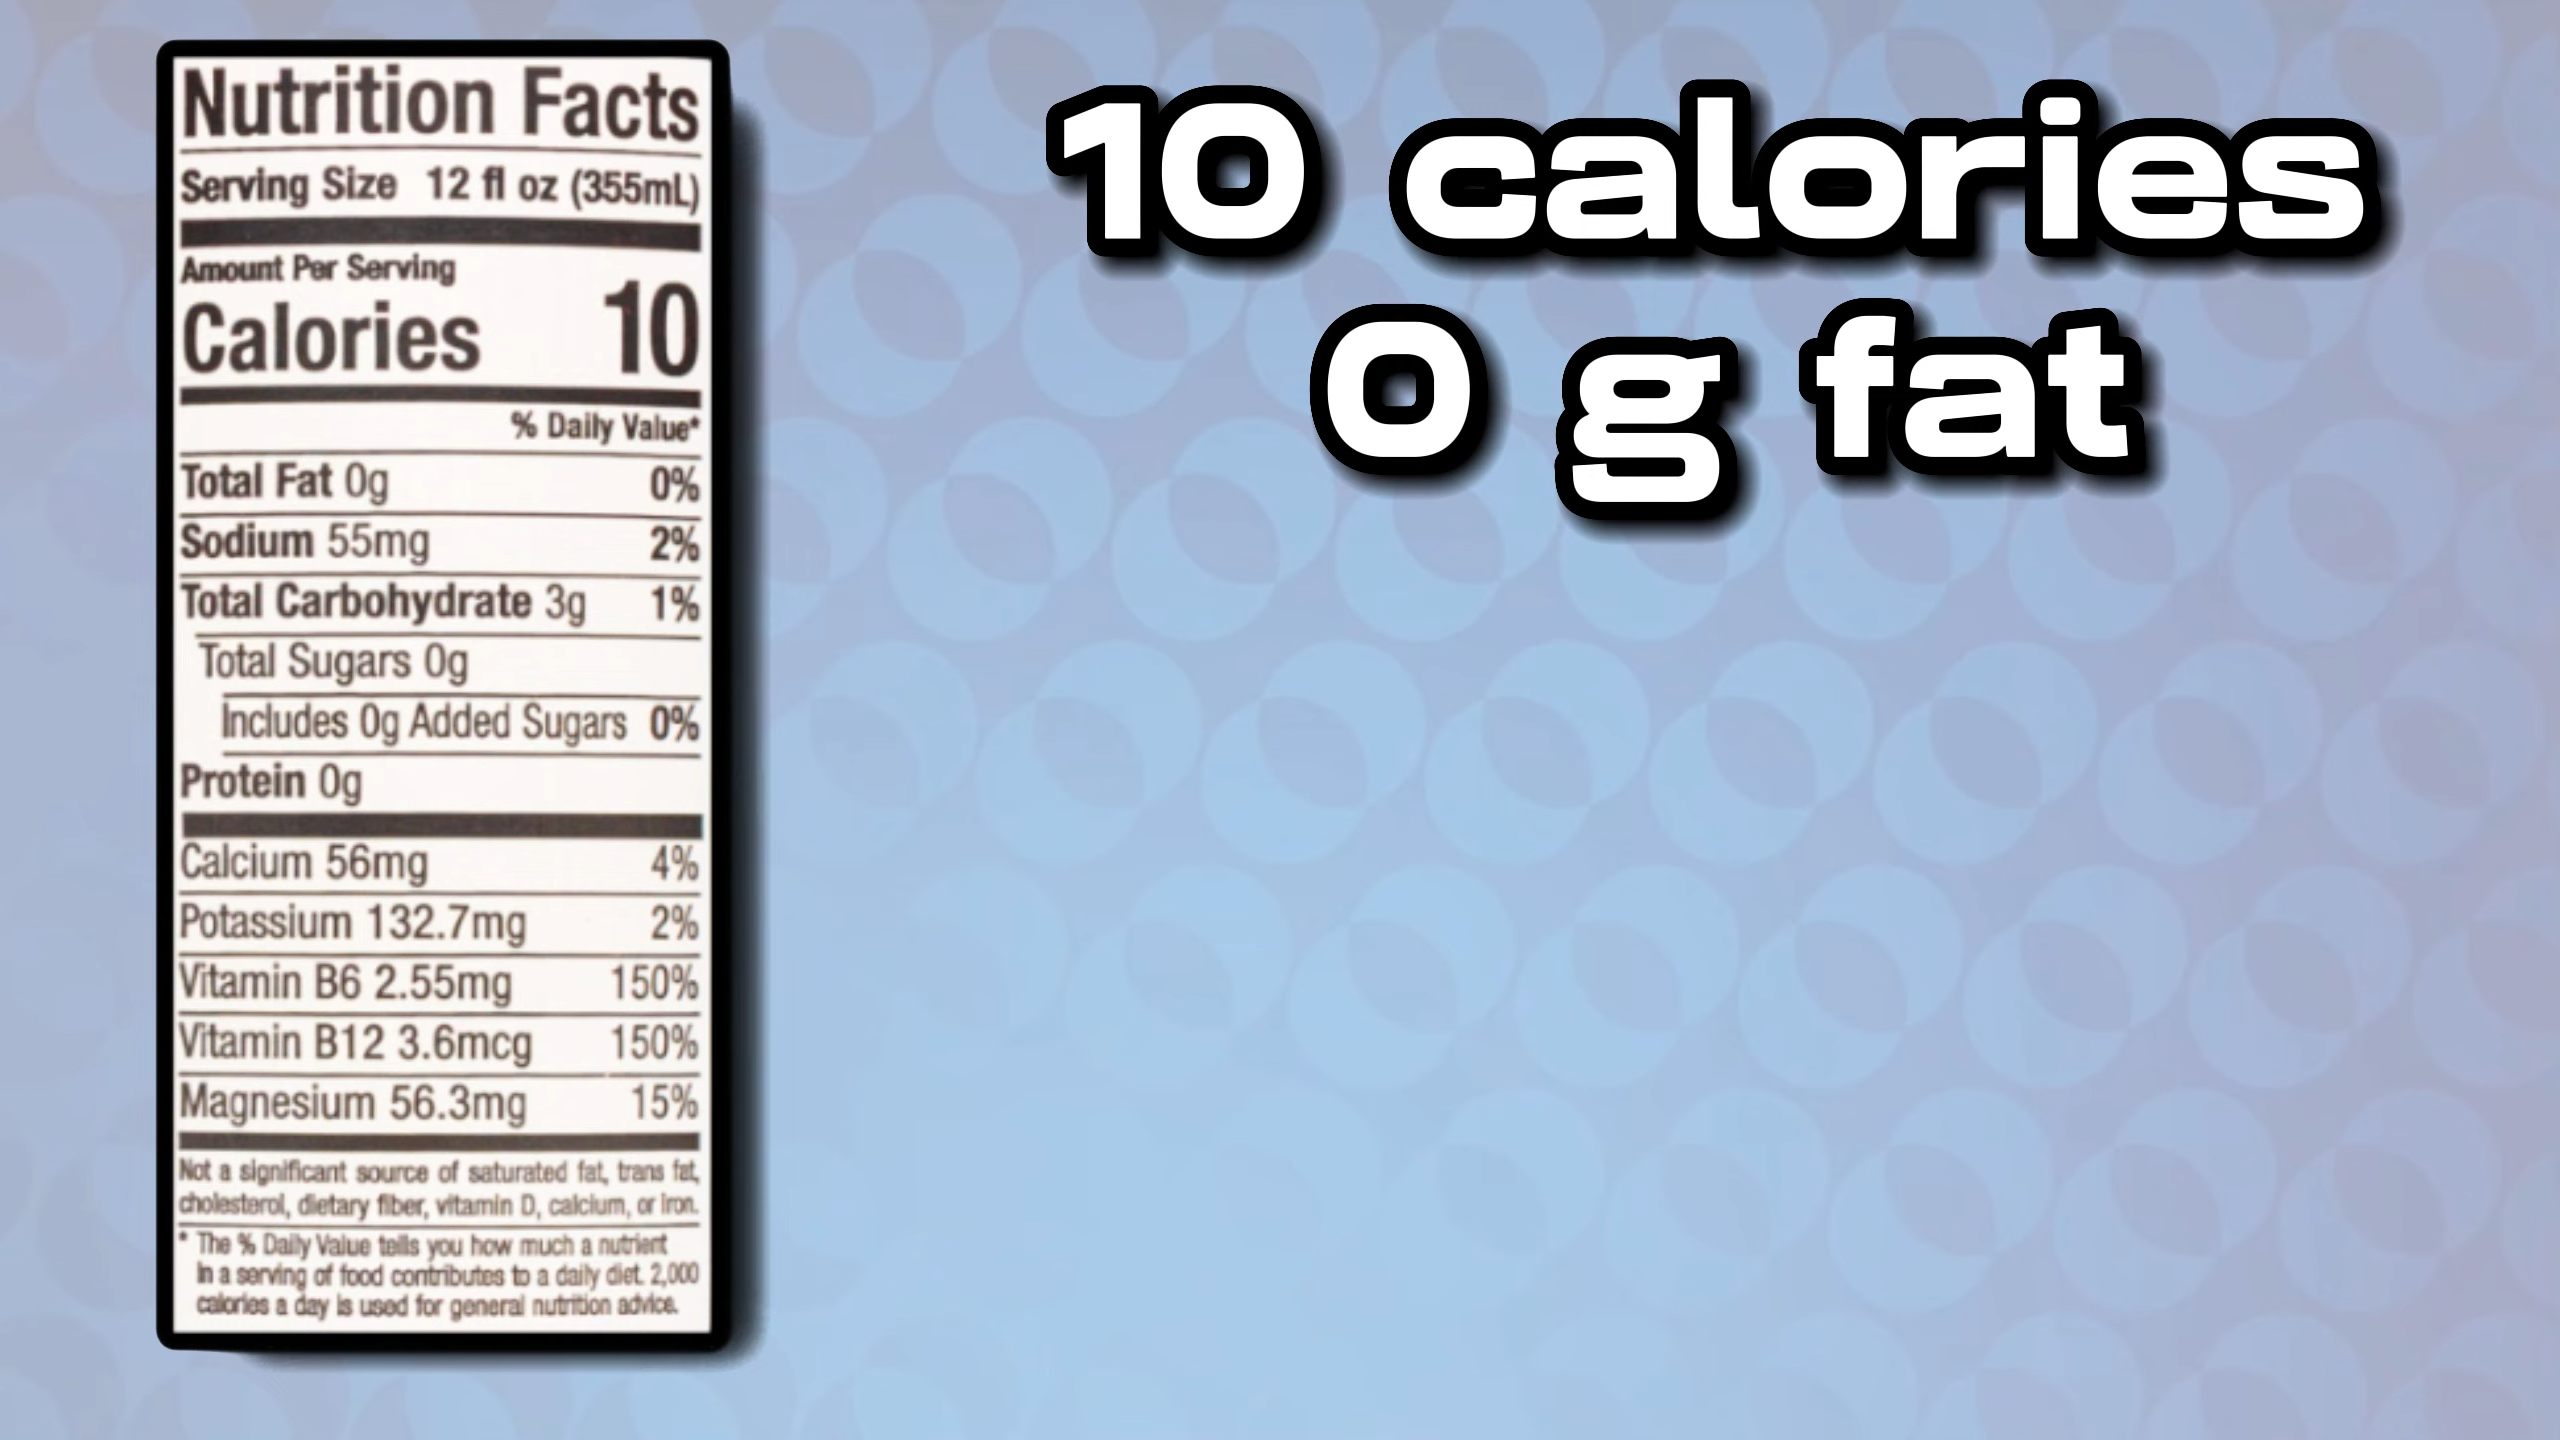 Nutrition Facts
Serving Size 12 fl oz (355mL)
Amount Per Serving
Calories 10
% Daily Value*
Total Fat 0g 0%
Sodium 55mg 2%
Total Carbohydrate 3g 1%
Total Sugars 0g
Includes 0g Added Sugars 0%
Protein 0g
Calcium 56mg 4%
Potassium 132.7mg 2%
Vitamin B6 2.55mg 150%
Vitamin B12 3.6mcg 150%
Magnesium 56.3mg 15%
Not a significant source of saturated fat, trans fat,
cholesterol, dietary fiber, vitamin D, calcium, or iron.
* The % Daily Value tells you how much a nutrient
in a serving of food contributes to a daily diet. 2,000
calories a day is used for general nutrition advice.
10 calories
0 g fat